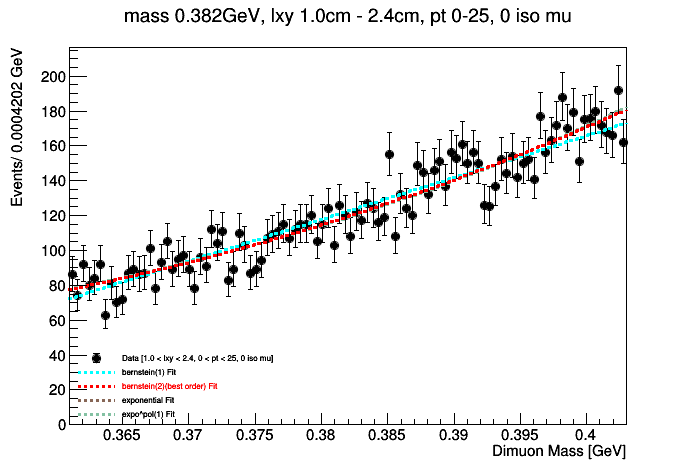 mass 0.382GeV, lxy 1.0cm - 2.4cm, pt 0-25, 0 iso mu
Events/ 0.0004202 GeV
200
180
160
140
120
100
80
60
40
20
0
Data [1.0 < lxy < 2.4, 0 < pt < 25, 0 iso mu]
bernstein(1) Fit
bernstein(2)(best order) Fit
exponential Fit
expo*pol(1) Fit
0.365 0.37 0.375 0.38 0.385 0.39 0.395 0.4
Dimuon Mass [GeV]